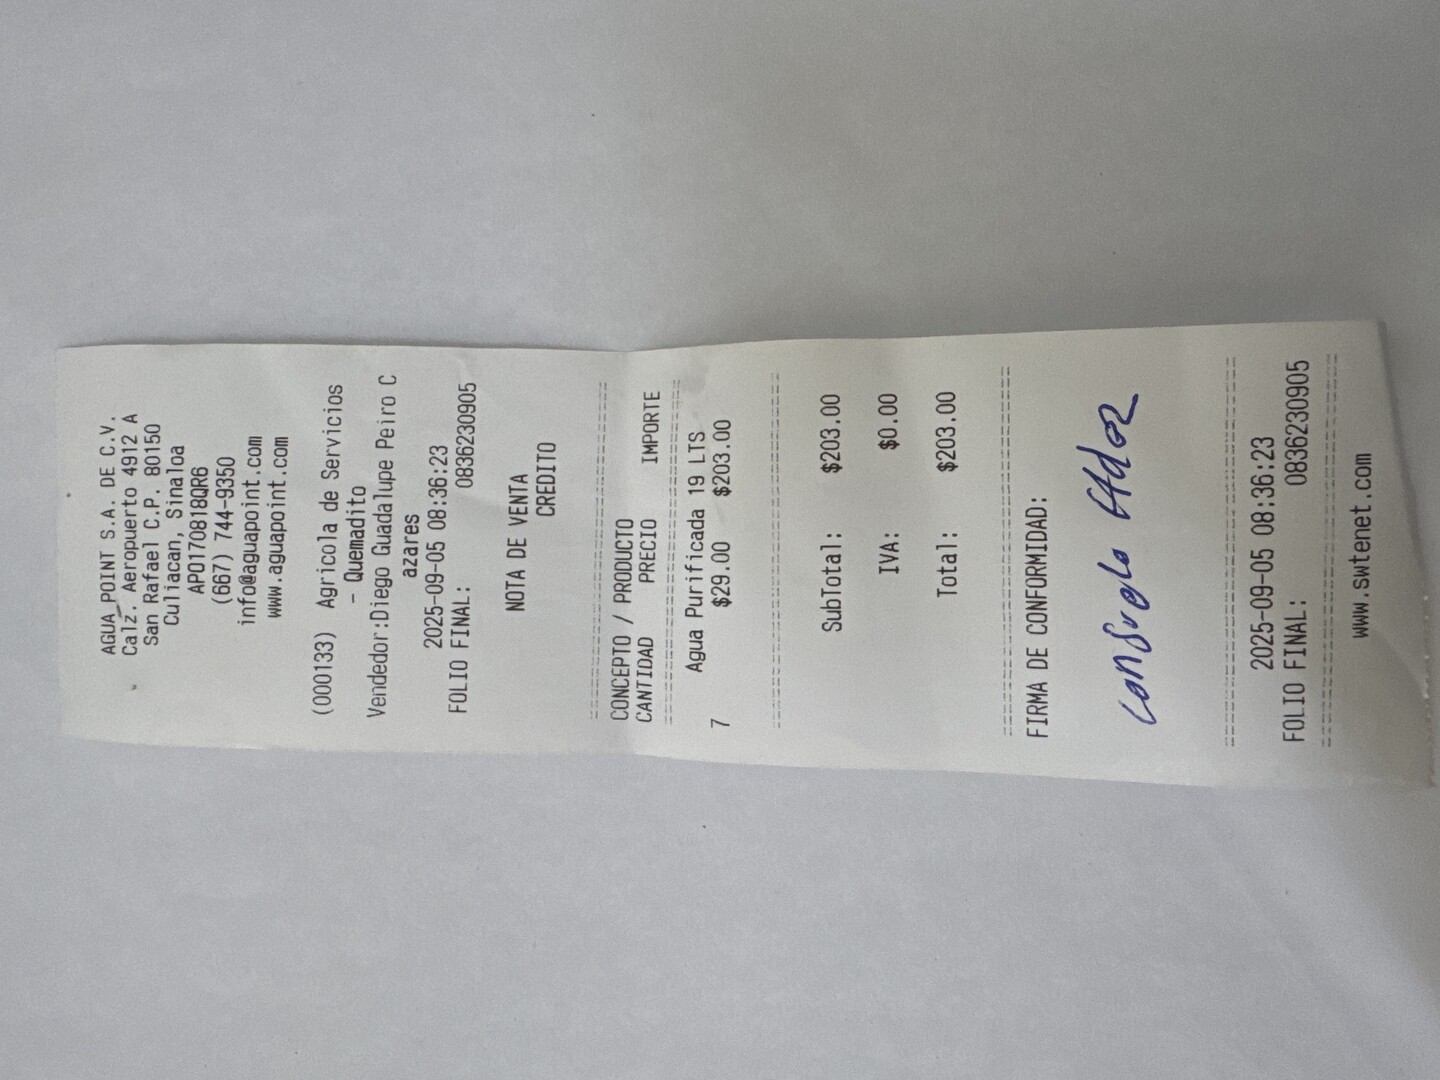 AGUA POINT S.A. DE C.V.
Calz. Aeropuerto 4912 A
San Rafael C.P. 80150
Culiacan, Sinaloa
APO170818QR6
(667) 744-9350
info@aguapoint.com
www.aguapoint.com
(000133) Agricola de Servicios
- Quemadito
Vendedor:Diego Guadalupe Peiro C
azares
2025-09-05 08:36:23
FOLIO FINAL: 0836230905
NOTA DE VENTA
CREDITO
CONCEPTO / PRODUCTO
CANTIDAD PRECIO IMPORTE
Agua Purificada 19 LTS
7 $29.00 $203.00
SubTotal: $203.00
IVA: $0.00
Total: $203.00
FIRMA DE CONFORMIDAD:
Consuelo
2025-09-05 08:36:23
FOLIO FINAL: 0836230905
www.swtenet.com